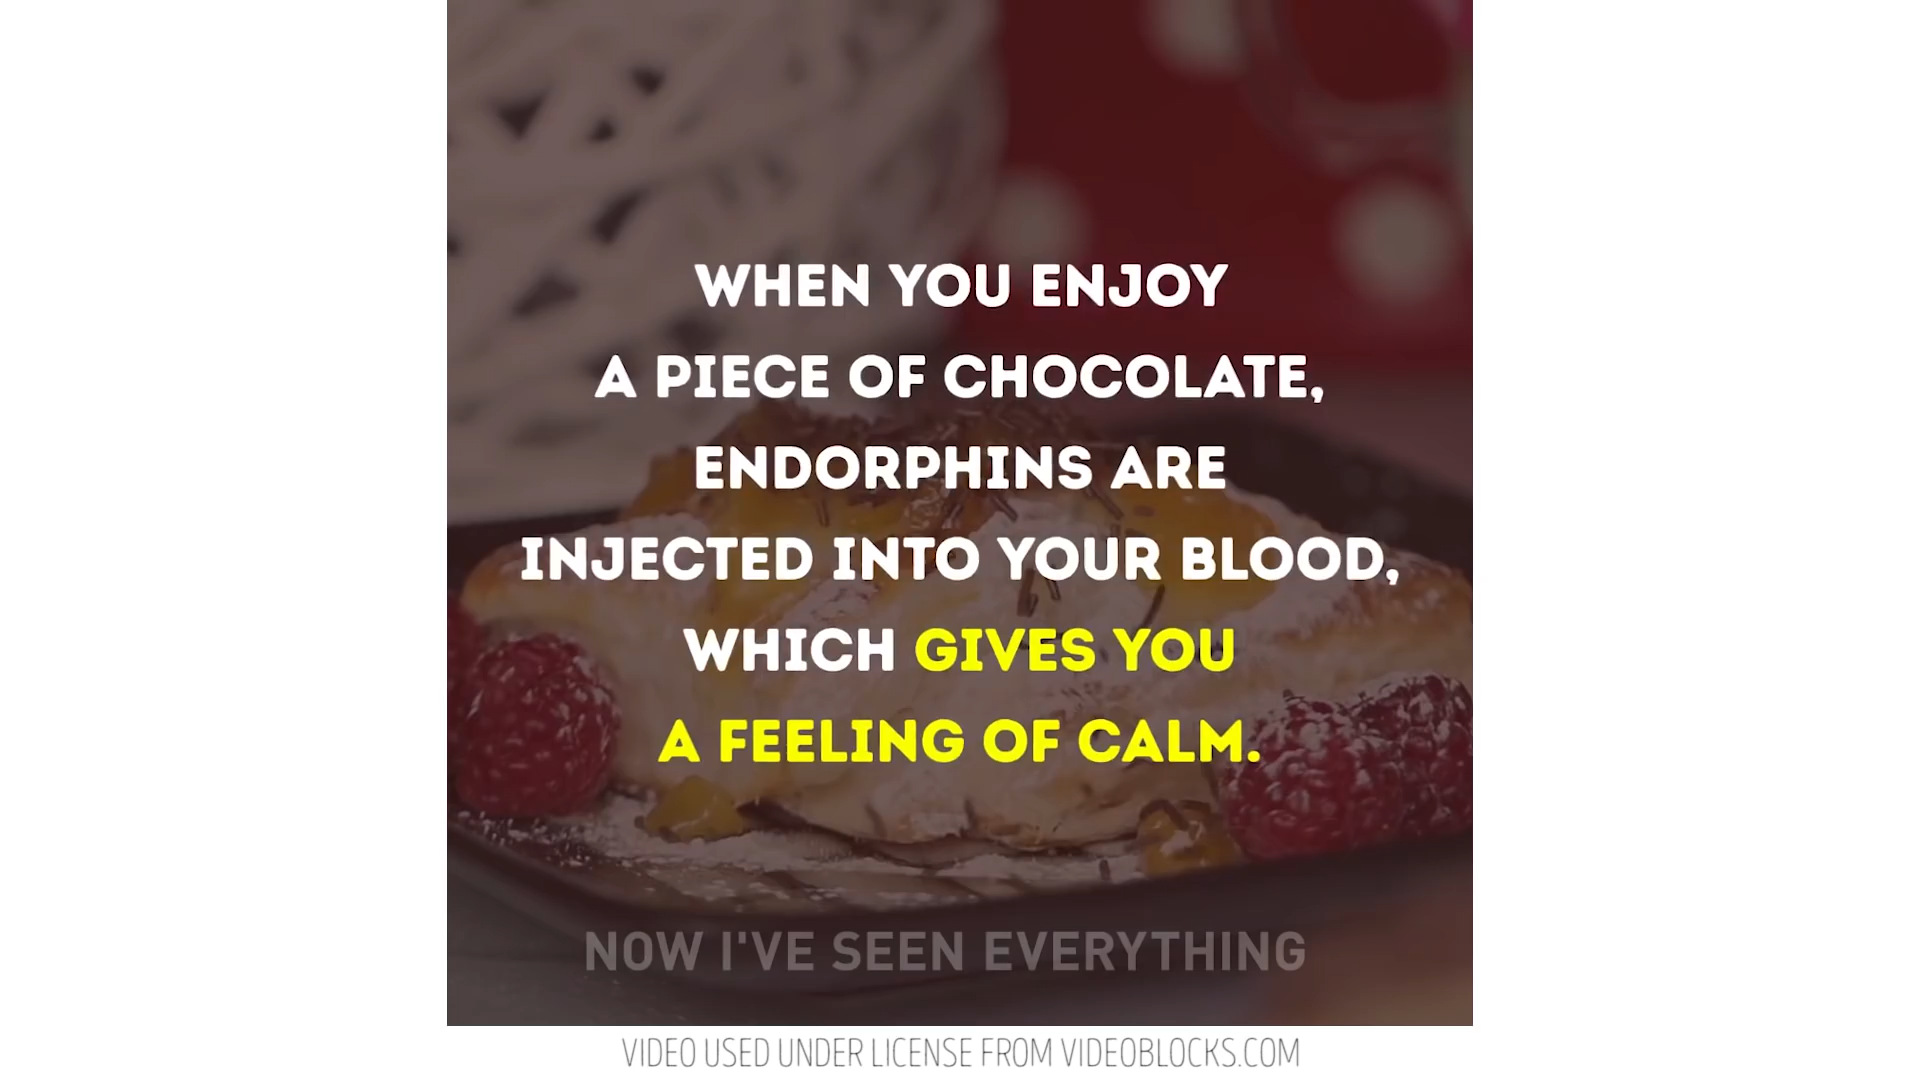 WHEN YOU ENJOY
A PIECE OF CHOCOLATE,
ENDORPHINS ARE
INJECTED INTO YOUR BLOOD,
WHICH GIVES YOU
A FEELING OF CALM.
NOW I'VE SEEN EVERYTHING
VIDEO USED UNDER LICENSE FROM VIDEOBLOCKS.COM